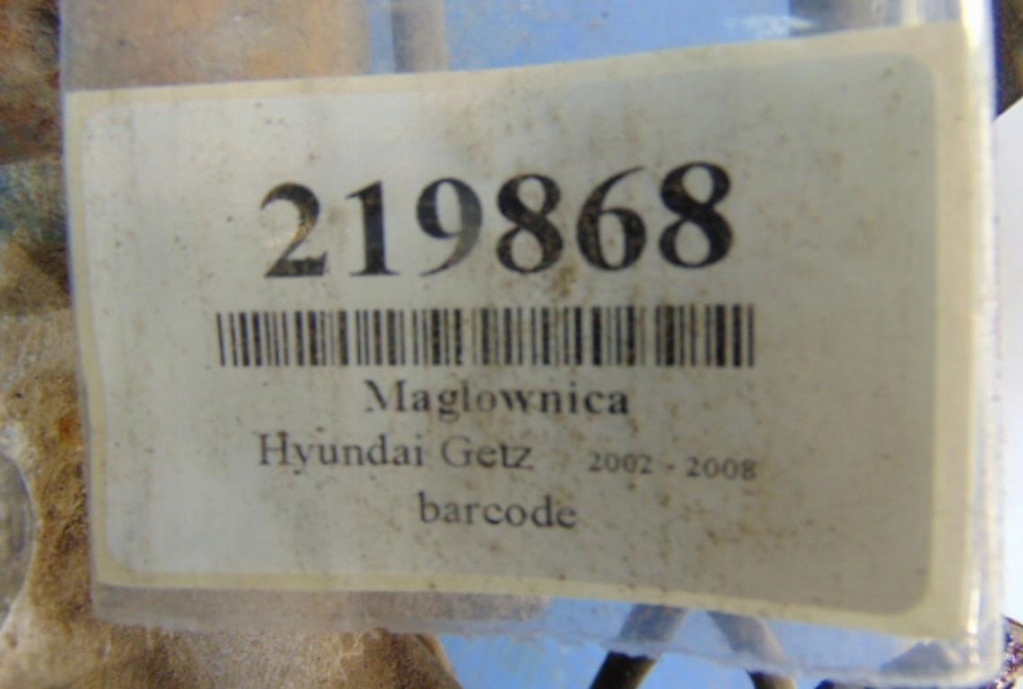 219868
Maglownica
Hyundai Getz 2002 - 2008
barcode